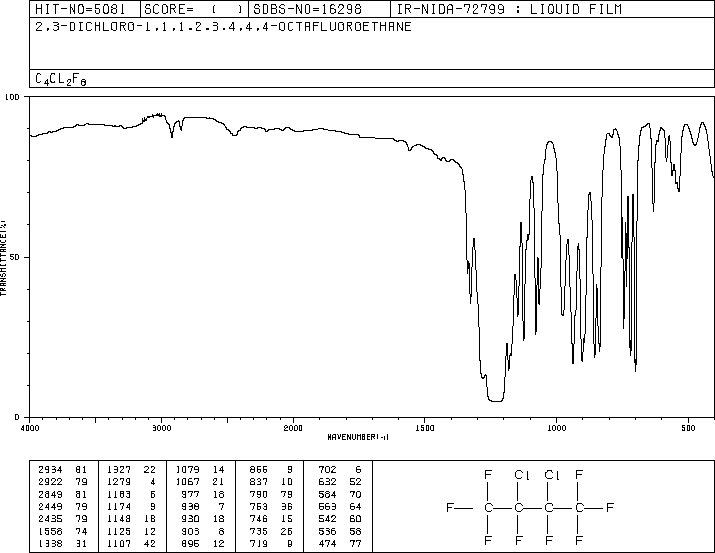 HIT-NO=5081 SCORE= ( ) SDBS-NO=16298 IR-NIDA-72799 : LIQUID FILM
2,3-DICHLORO-1,1,1,2,3,4,4,4-OCTAFLUOROETHANE
C4CL2F8
100
50
0
TRANSMITTANCE(%)
4000 3000 2000 1500 1000 500
WAVENUMBER(-1)
2934 81 1327 22 1079 14 866 9 702 6
2922 79 1279 4 1067 21 837 10 632 52
2849 81 1183 6 977 18 790 79 584 70
2449 79 1174 9 938 7 753 36 563 64
2435 79 1148 18 930 18 746 15 542 60
1558 74 1125 12 903 8 735 26 536 58
1338 31 1107 42 896 12 719 9 474 77
F Cl Cl F
F C C C C F
F F F F